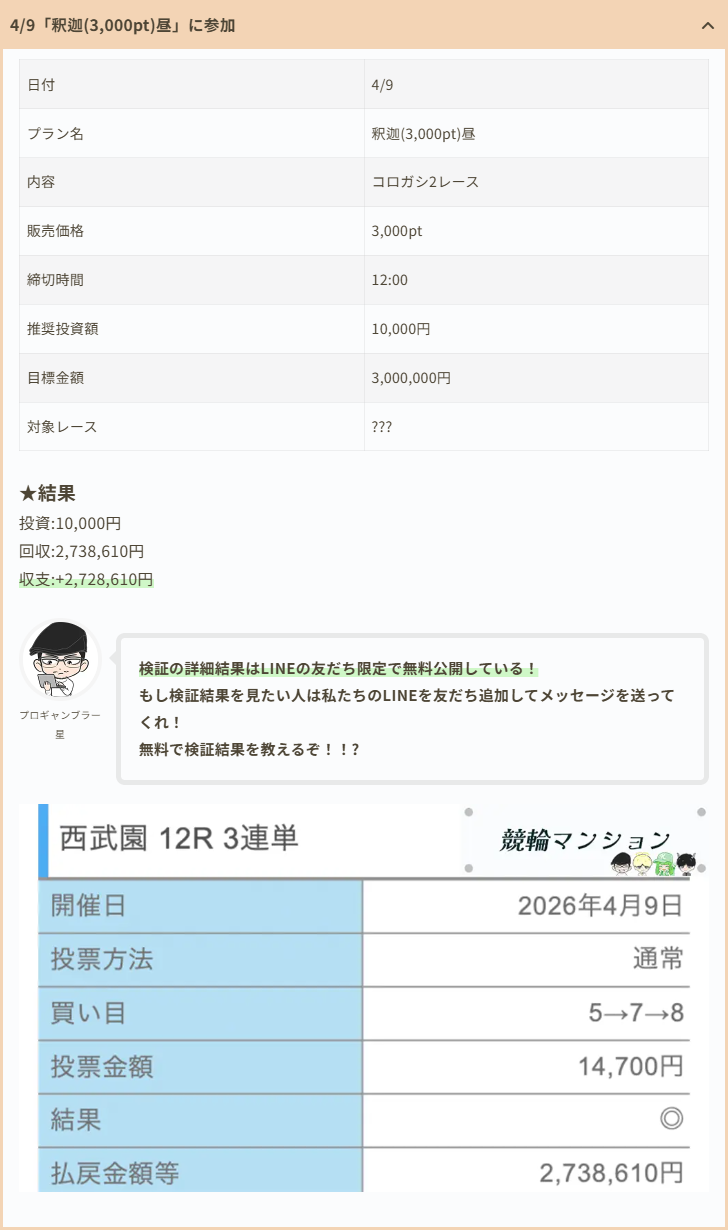 4/9「釈迦(3,000pt)昼」に参加
日付 4/9
プラン名 釈迦(3,000pt)昼
内容 コロガシ2レース
販売価格 3,000pt
締切時間 12:00
推奨投資額 10,000円
目標金額 3,000,000円
対象レース ???
★結果
投資:10,000円
回収:2,738,610円
収支:+2,728,610円
検証の詳細結果はLINEの友だち限定で無料公開している！
もし検証結果を見たい人は私たちのLINEを友だち追加してメッセージを送って
くれ！
無料で検証結果を教えるぞ！！?
プロギャンブラー
星
西武園 12R 3連単
競輪マンション
開催日 2026年4月9日
投票方法 通常
買い目 5→7→8
投票金額 14,700円
結果 ◎
払戻金額等 2,738,610円